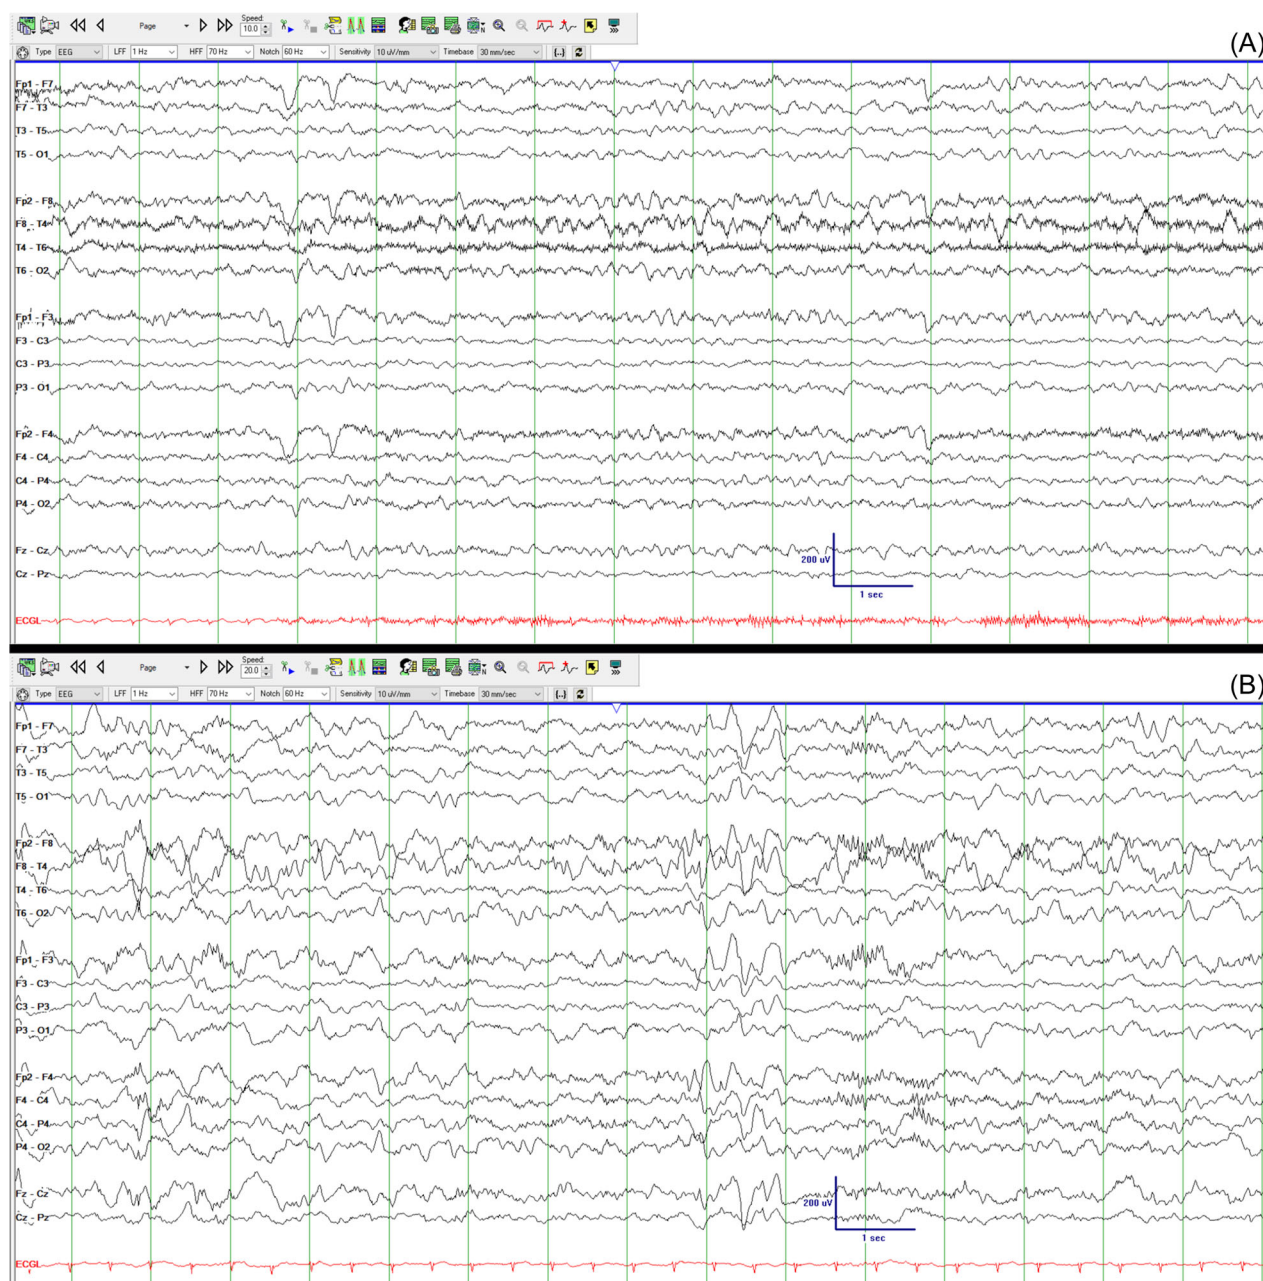 Page Speed: 10.0 N
(A)
Type EEG LFF 1 Hz HFF 70 Hz Notch 60 Hz Sensitivity 10 uV/mm Timebase 30 mm/sec {..}
Fp1 - F7
F7 - T3
T3 - T5
T5 - O1
Fp2 - F8
F8 - T4
T4 - T6
T6 - O2
Fp1 - F3
F3 - C3
C3 - P3
P3 - O1
Fp2 - F4
F4 - C4
C4 - P4
P4 - O2
Fz - Cz
200 uV
Cz - Pz
1 sec
ECGL
Page Speed: 20.0 N
(B)
Type EEG LFF 1 Hz HFF 70 Hz Notch 60 Hz Sensitivity 10 uV/mm Timebase 30 mm/sec {..}
Fp1 - F7
F7 - T3
T3 - T5
T5 - O1
Fp2 - F8
F8 - T4
T4 - T6
T6 - O2
Fp1 - F3
F3 - C3
C3 - P3
P3 - O1
Fp2 - F4
F4 - C4
C4 - P4
P4 - O2
Fz - Cz
200 uV
Cz - Pz
1 sec
ECGL